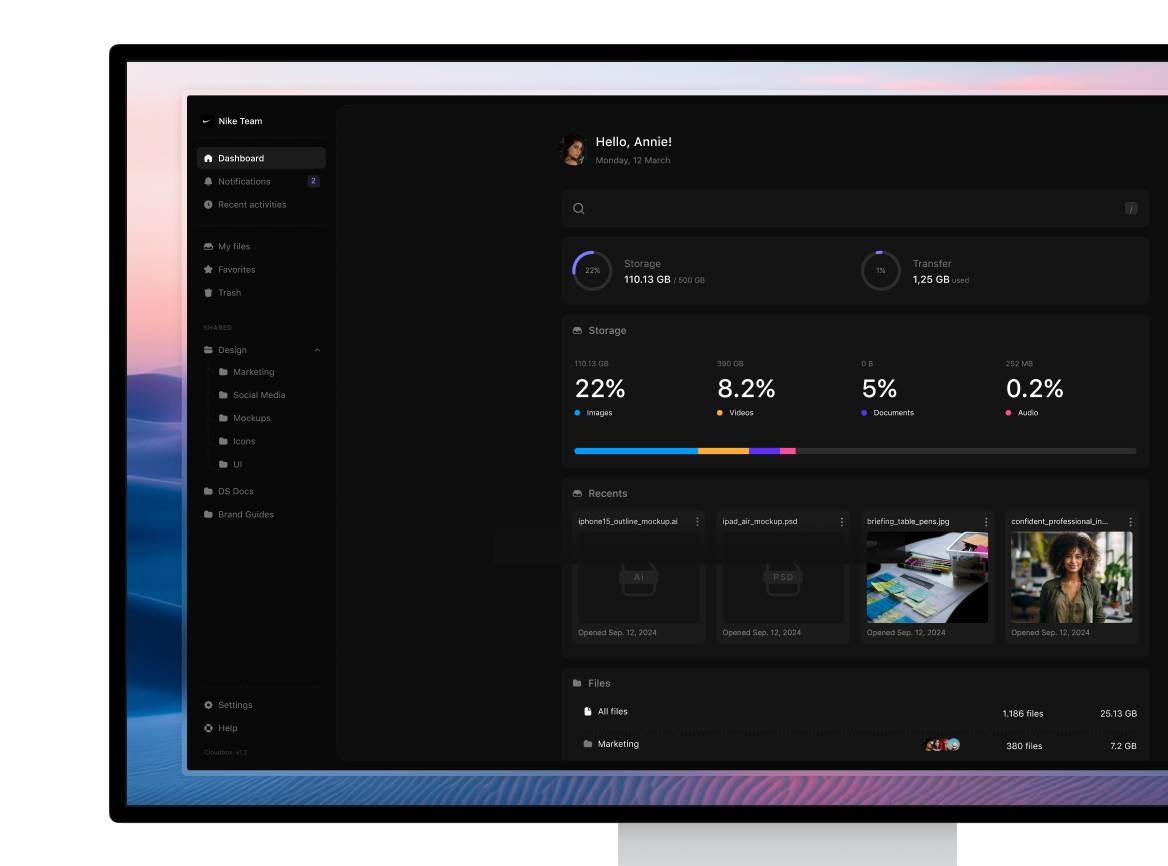 Nike Team
Dashboard
Notifications 2
Recent activities
My files
Favorites
Trash
SHARED
Design
Marketing
Social Media
Mockups
Icons
UI
DS Docs
Brand Guides
Settings
Help
Cloudbox. v1.2
Hello, Annie!
Monday, 12 March
/
22%
Storage
110.13 GB / 500 GB
1%
Transfer
1,25 GB used
Storage
110.13 GB 390 GB 0 B 252 MB
22% 8.2% 5% 0.2%
Images Videos Documents Audio
Recents
iphone15_outline_mockup.ai ipad_air_mockup.psd briefing_table_pens.jpg confident_professional_in...
AI PSD
Opened Sep. 12, 2024 Opened Sep. 12, 2024 Opened Sep. 12, 2024 Opened Sep. 12, 2024
Files
All files 1.186 files 25.13 GB
Marketing 380 files 7.2 GB